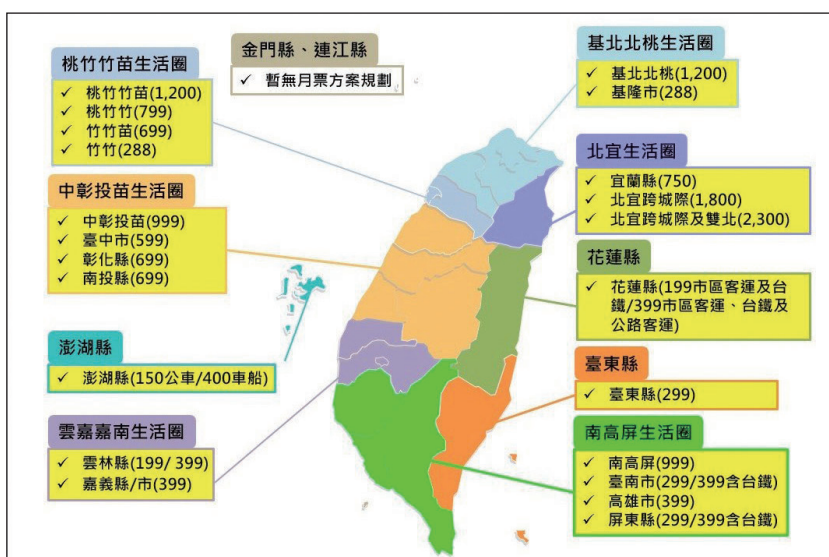 金門縣、連江縣
✓ 暫無月票方案規劃
桃竹竹苗生活圈
✓ 桃竹竹苗(1,200)
✓ 桃竹竹(799)
✓ 竹竹苗(699)
✓ 竹竹(288)
中彰投苗生活圈
✓ 中彰投苗(999)
✓ 臺中市(599)
✓ 彰化縣(699)
✓ 南投縣(699)
澎湖縣
✓ 澎湖縣(150公車/400車船)
雲嘉嘉南生活圈
✓ 雲林縣(199/ 399)
✓ 嘉義縣/市(399)
基北北桃生活圈
✓ 基北北桃(1,200)
✓ 基隆市(288)
北宜生活圈
✓ 宜蘭縣(750)
✓ 北宜跨城際(1,800)
✓ 北宜跨城際及雙北(2,300)
花蓮縣
✓ 花蓮縣(199市區客運及台
鐵/399市區客運、台鐵及
公路客運)
臺東縣
✓ 臺東縣(299)
南高屏生活圈
✓ 南高屏(999)
✓ 臺南市(299/399含台鐵)
✓ 高雄市(399)
✓ 屏東縣(299/399含台鐵)